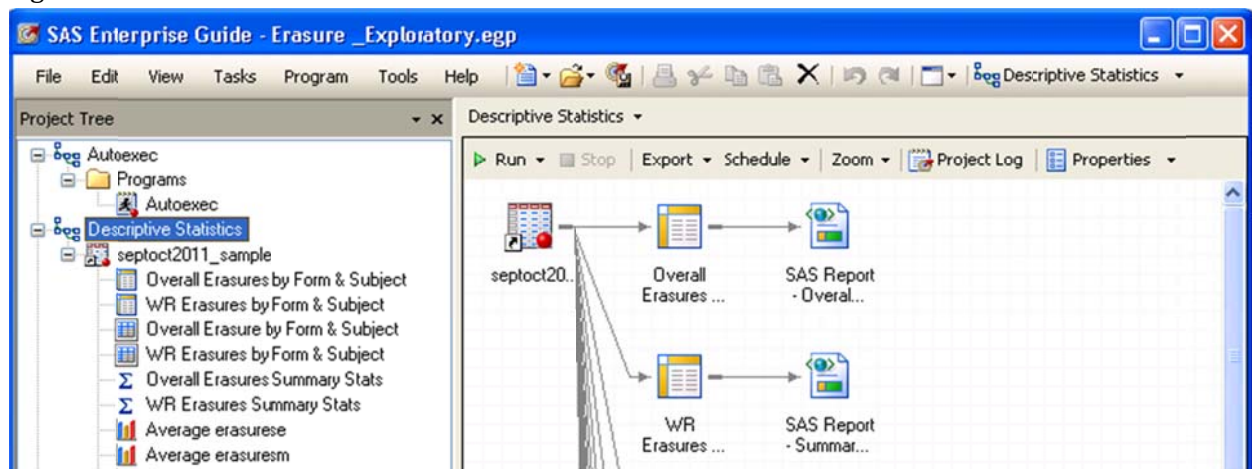 SAS Enterprise Guide - Erasure _Exploratory.egp
File Edit View Tasks Program Tools Help Descriptive Statistics
Project Tree
Autoexec
Programs
Autoexec
Descriptive Statistics
septoct2011_sample
Overall Erasures by Form & Subject
WR Erasures by Form & Subject
Overall Erasure by Form & Subject
WR Erasures by Form & Subject
Overall Erasures Summary Stats
WR Erasures Summary Stats
Average erasurese
Average erasuresm
Descriptive Statistics
Run Stop Export Schedule Zoom Project Log Properties
septoct20...
Overall
Erasures ...
SAS Report
- Overal...
WR
Erasures ...
SAS Report
- Summar...